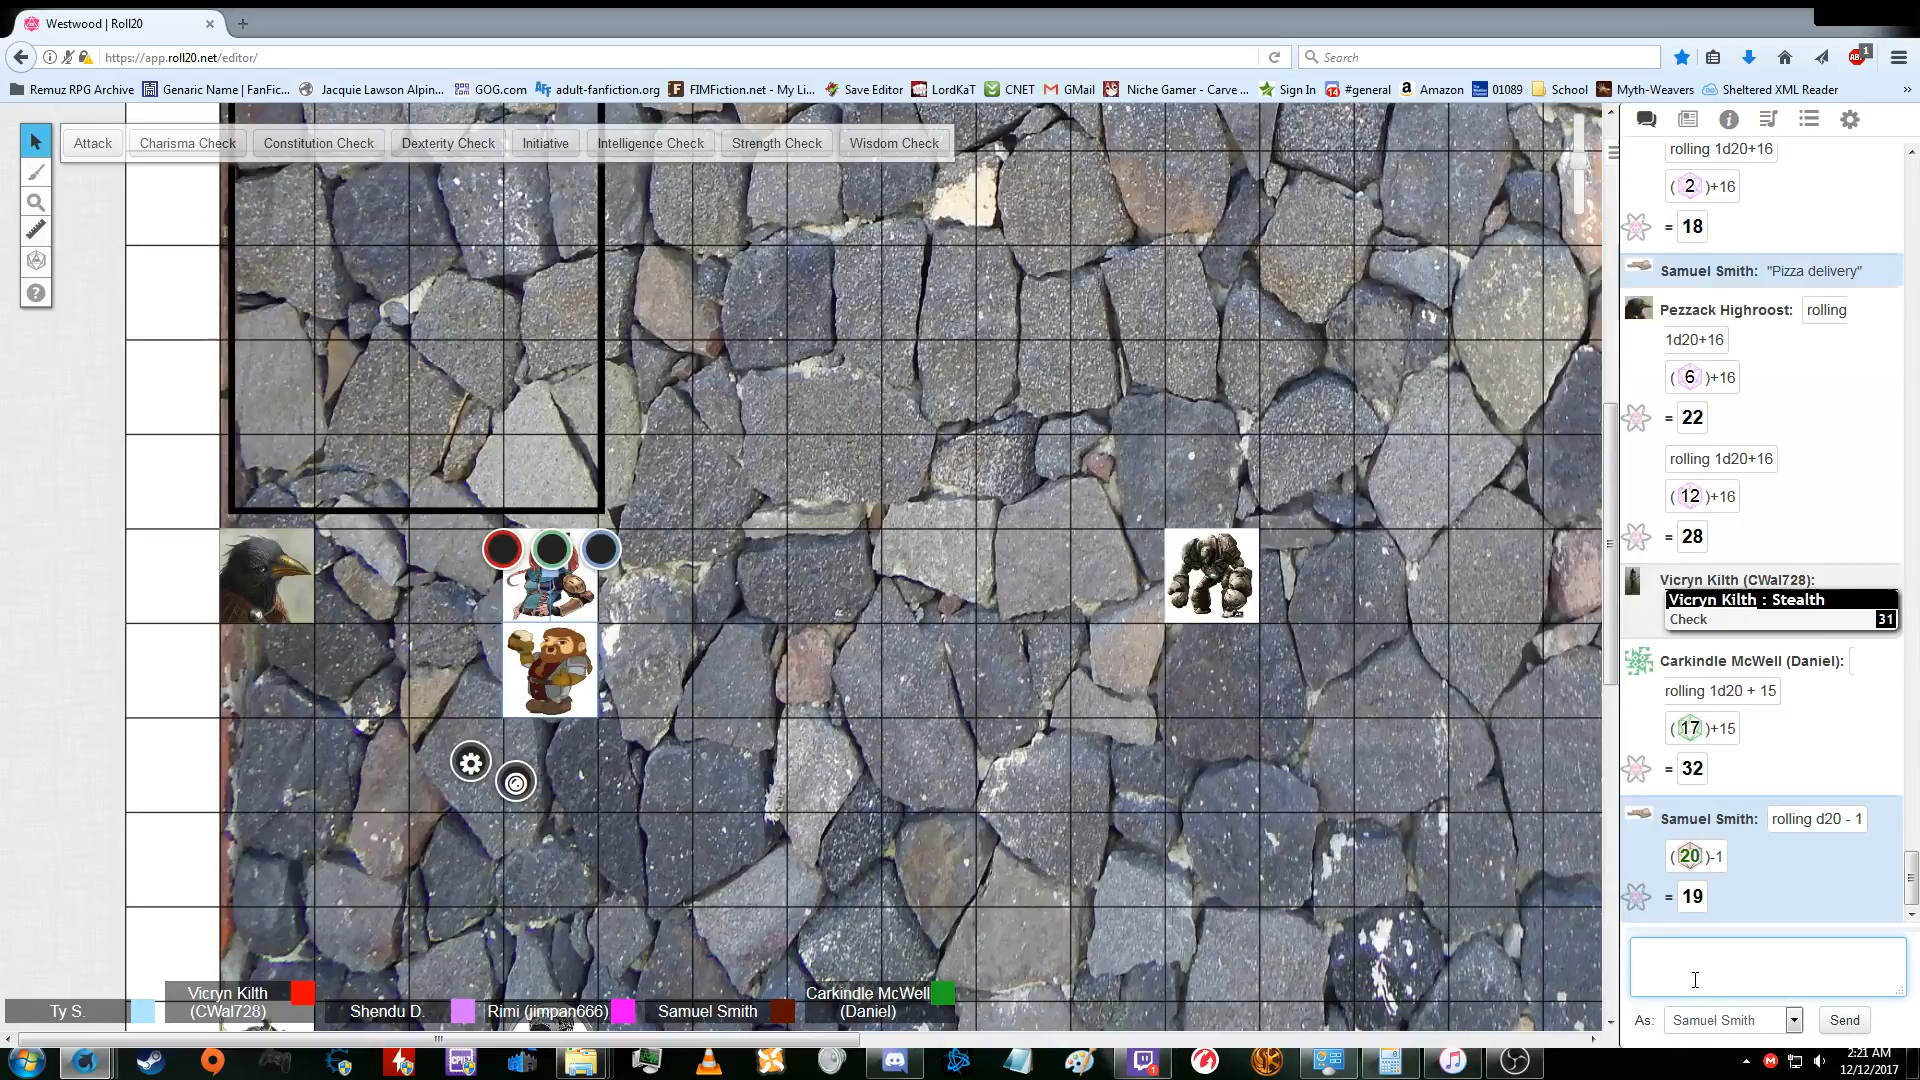 Westwood | Roll20
https://app.roll20.net/editor/
Search
1
Remuz RPG Archive
Genaric Name | FanFic...
Jacquie Lawson Alpin...
GOG.com
adult-fanfiction.org
FIMFiction.net - My Li...
Save Editor
LordKaT
CNET
GMail
Niche Gamer - Carve ...
Sign In
#general
Amazon
01089
School
Myth-Weavers
Sheltered XML Reader
Attack
Charisma Check
Constitution Check
Dexterity Check
Initiative
Intelligence Check
Strength Check
Wisdom Check
rolling 1d20+16
(2)+16
= 18
Samuel Smith: "Pizza delivery"
Pezzack Highroost: rolling
1d20+16
(6)+16
= 22
rolling 1d20+16
(12)+16
= 28
Vicryn Kilth (CWal728):
Vicryn Kilth : Stealth
Check 31
Carkindle McWell (Daniel):
rolling 1d20 + 15
(17)+15
= 32
Samuel Smith: rolling d20 - 1
(20)-1
= 19
As: Samuel Smith
Send
Ty S.
Vicryn Kilth
(CWal728)
Shendu D.
Rimi (jimpan666)
Samuel Smith
Carkindle McWell
(Daniel)
2:21 AM
12/12/2017